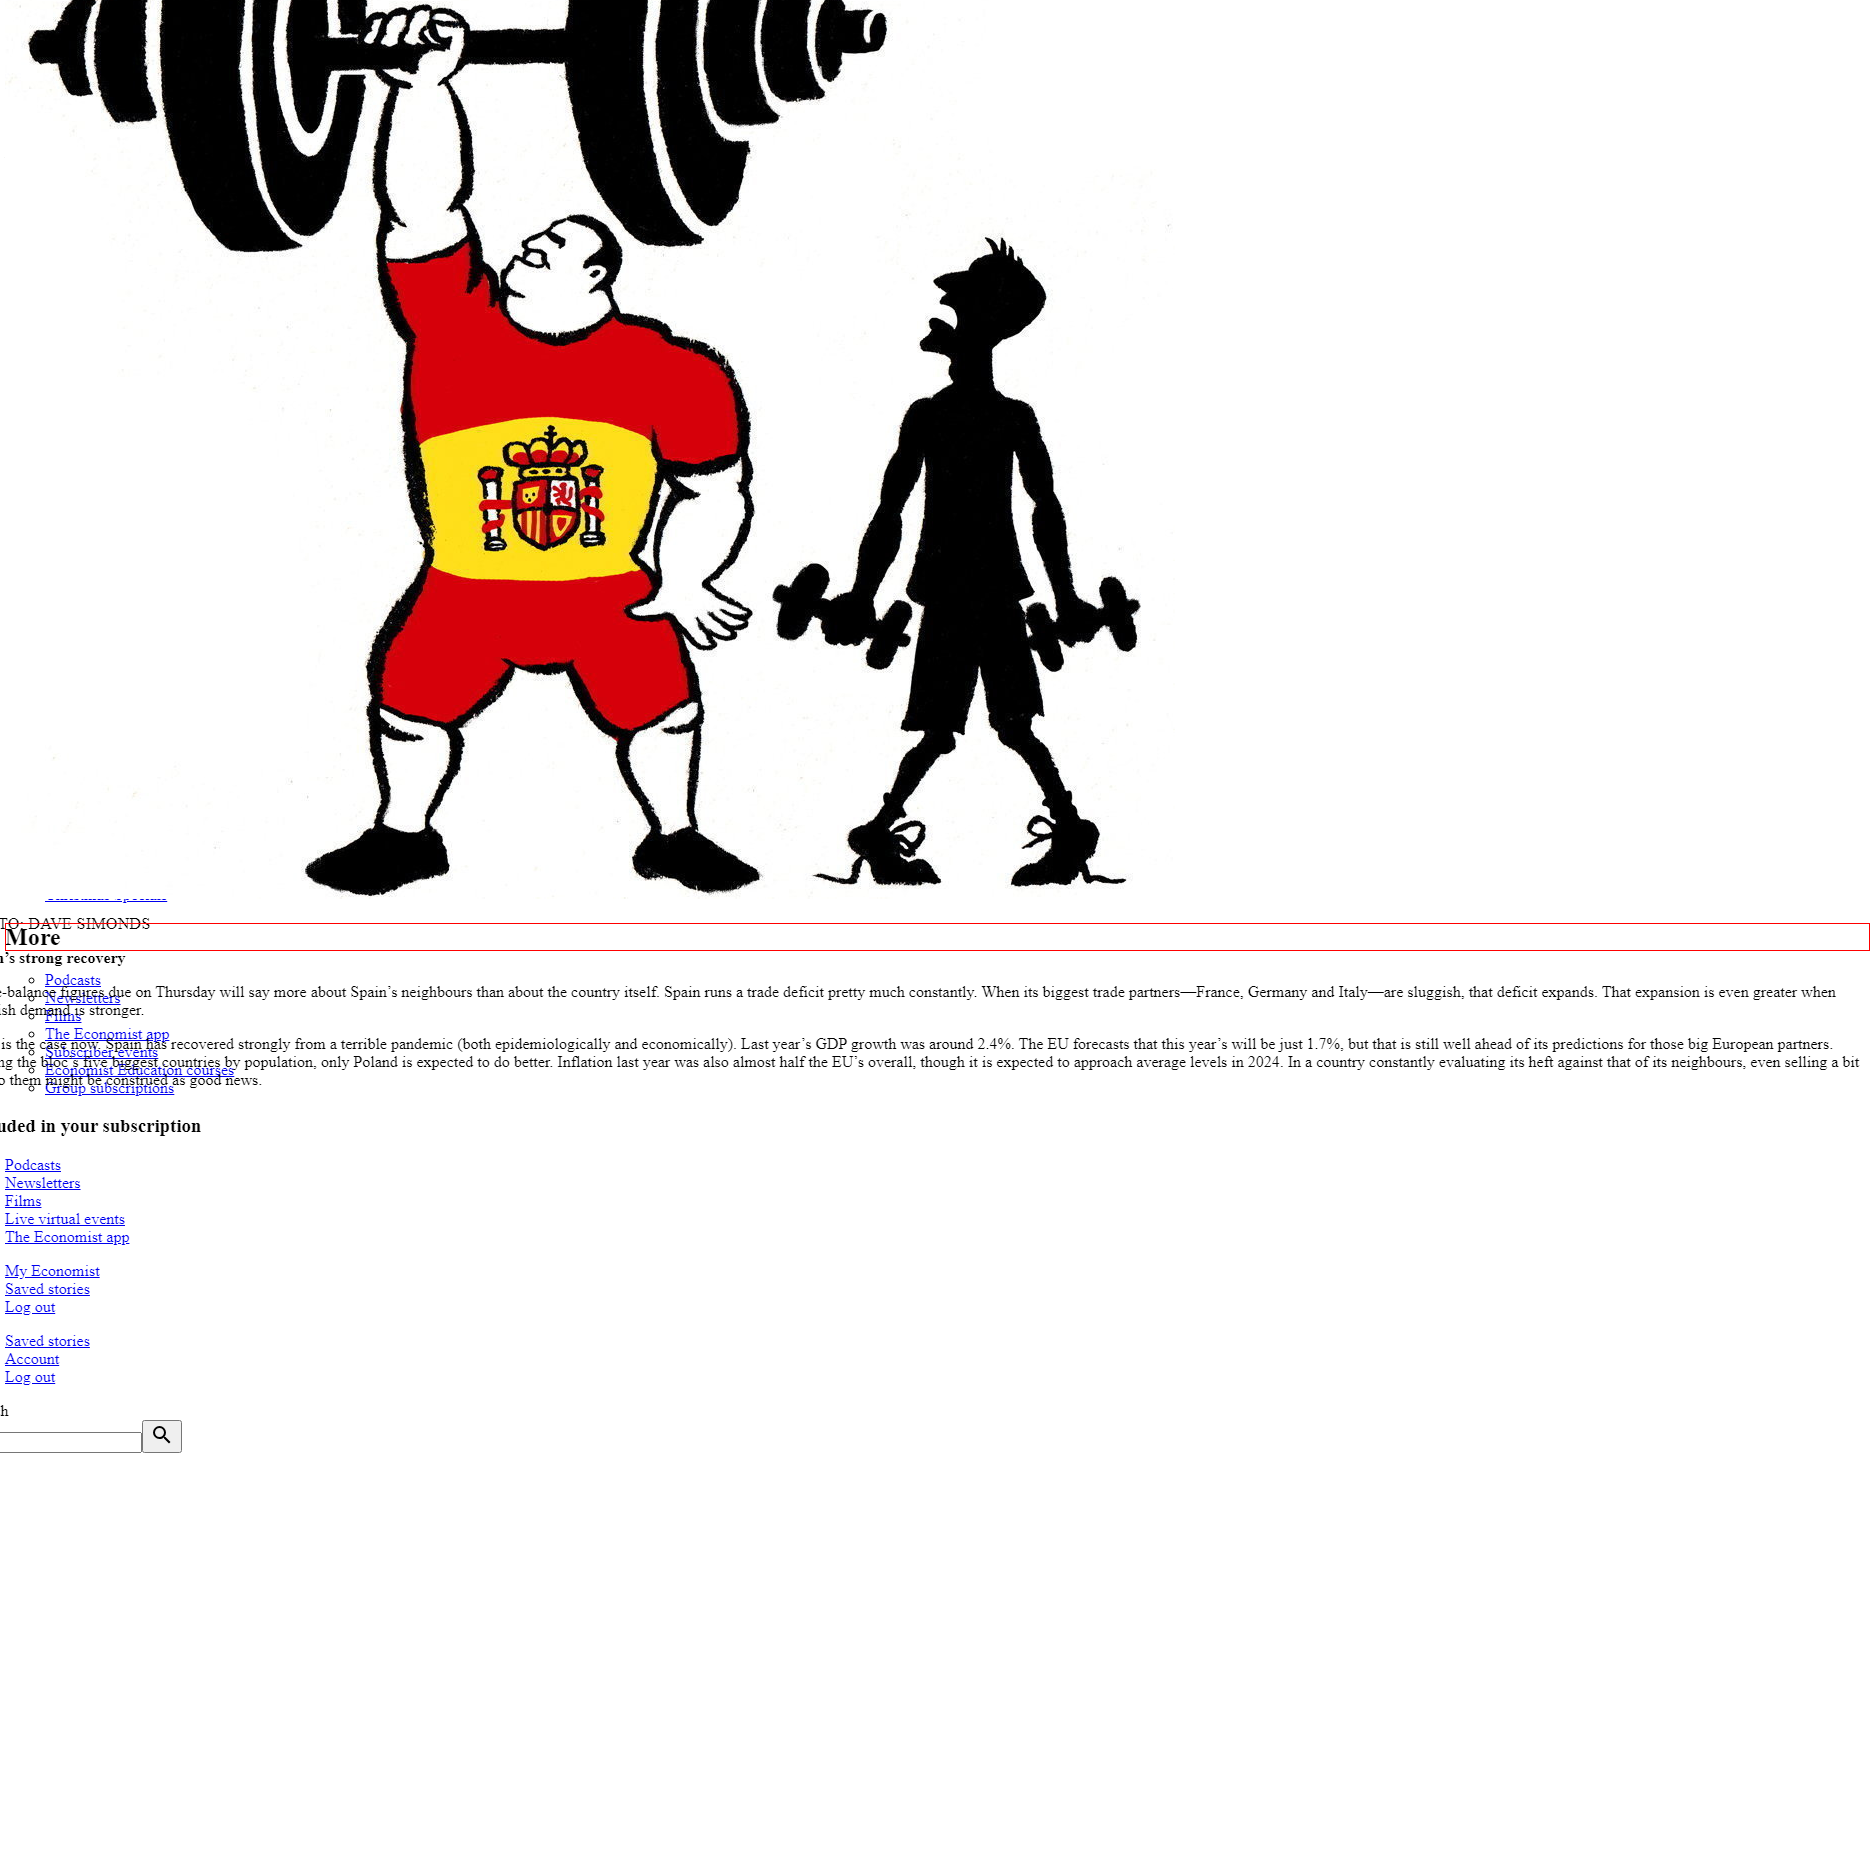 TO: DAVE SIMONDS
More
's strong recovery
Podcasts
-balance figures due on Thursday will say more about Spain’s neighbours than about the country itself. Spain runs a trade deficit pretty much constantly. When its biggest trade partners—France, Germany and Italy—are sluggish, that deficit expands. That expansion is even greater when
Newsletters
ish demand is stronger.
Films
The Economist app
is the case now. Spain has recovered strongly from a terrible pandemic (both epidemiologically and economically). Last year’s GDP growth was around 2.4%. The EU forecasts that this year’s will be just 1.7%, but that is still well ahead of its predictions for those big European partners.
Subscriber events
ng the bloc’s five biggest countries by population, only Poland is expected to do better. Inflation last year was also almost half the EU’s overall, though it is expected to approach average levels in 2024. In a country constantly evaluating its heft against that of its neighbours, even selling a bit
Economist Education courses
o them might be construed as good news.
Group subscriptions
uded in your subscription
Podcasts
Newsletters
Films
Live virtual events
The Economist app
My Economist
Saved stories
Log out
Saved stories
Account
Log out
h